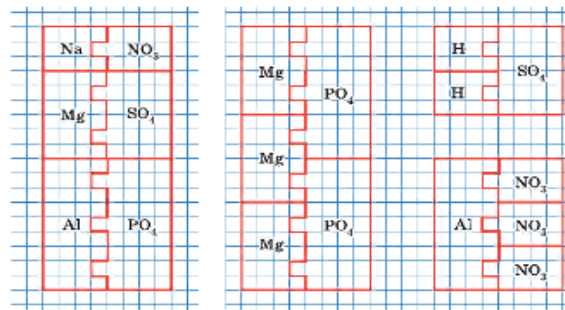 Na NO₃
Mg SO₄
Al PO₄
Mg
PO₄
Mg
Mg PO₄
H
SO₄
H
NO₃
Al NO₃
NO₃